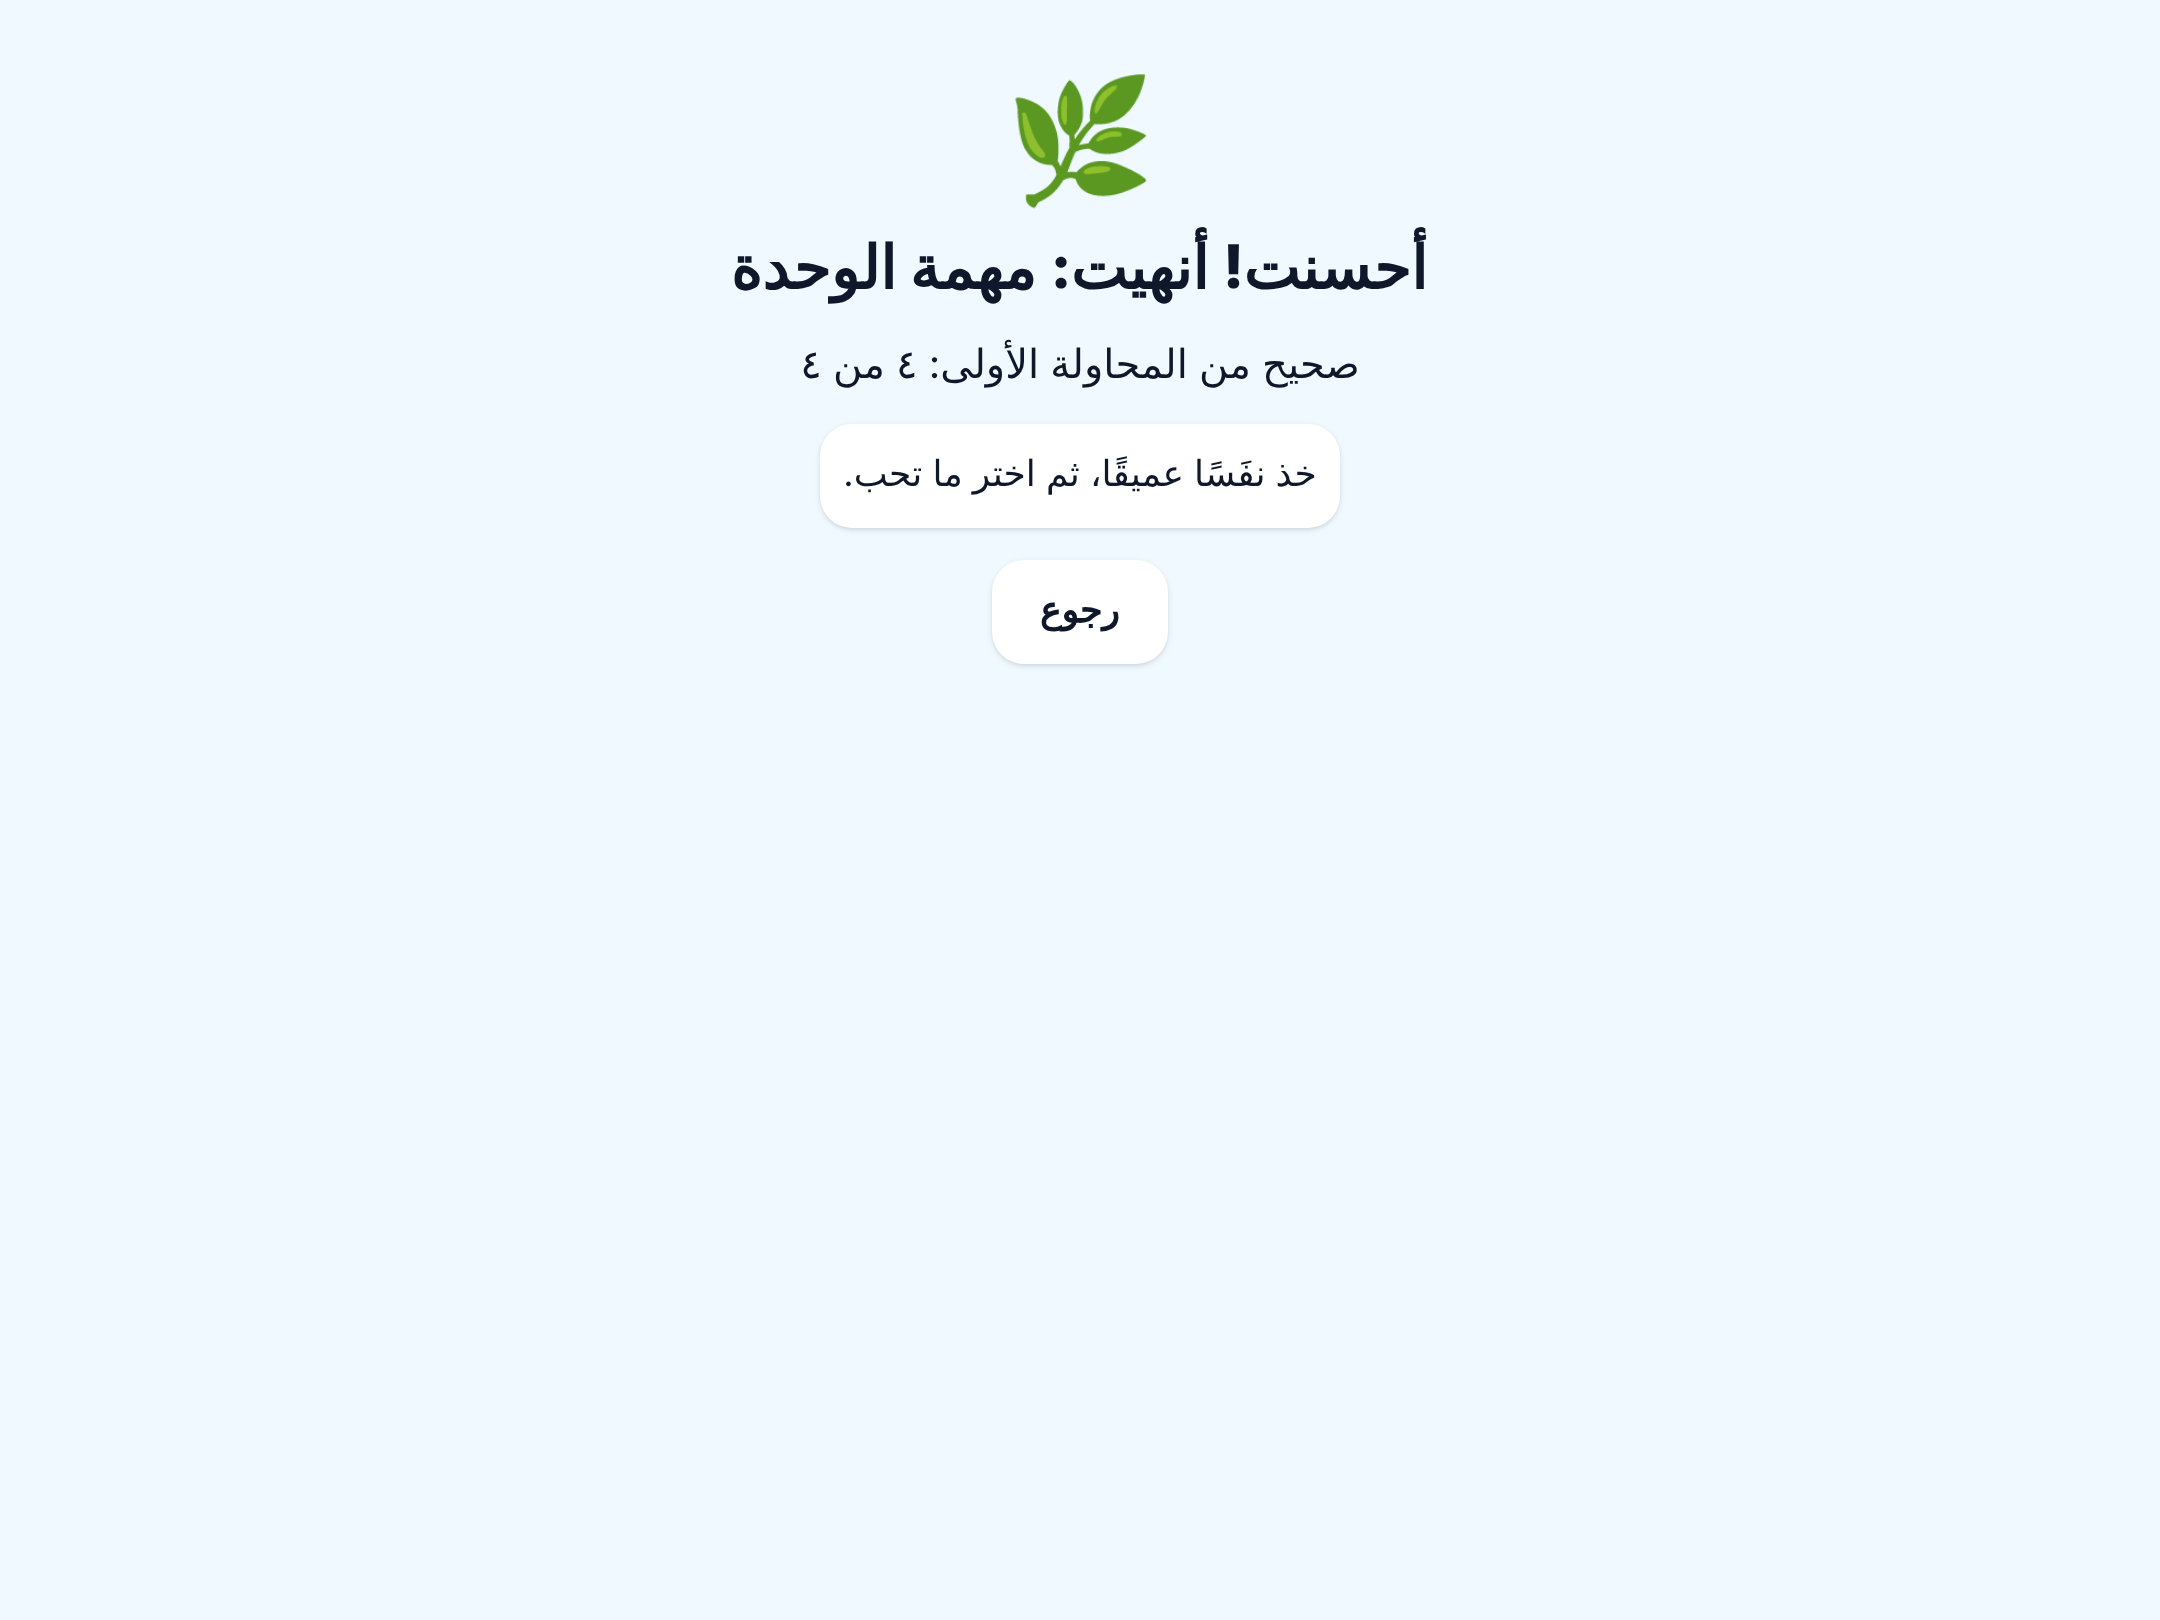 أحسنت! أنهيت: مهمة الوحدة
صحيح من المحاولة الأولى: ٤ من ٤
خذ نفَسًا عميقًا، ثم اختر ما تحب.
رجوع